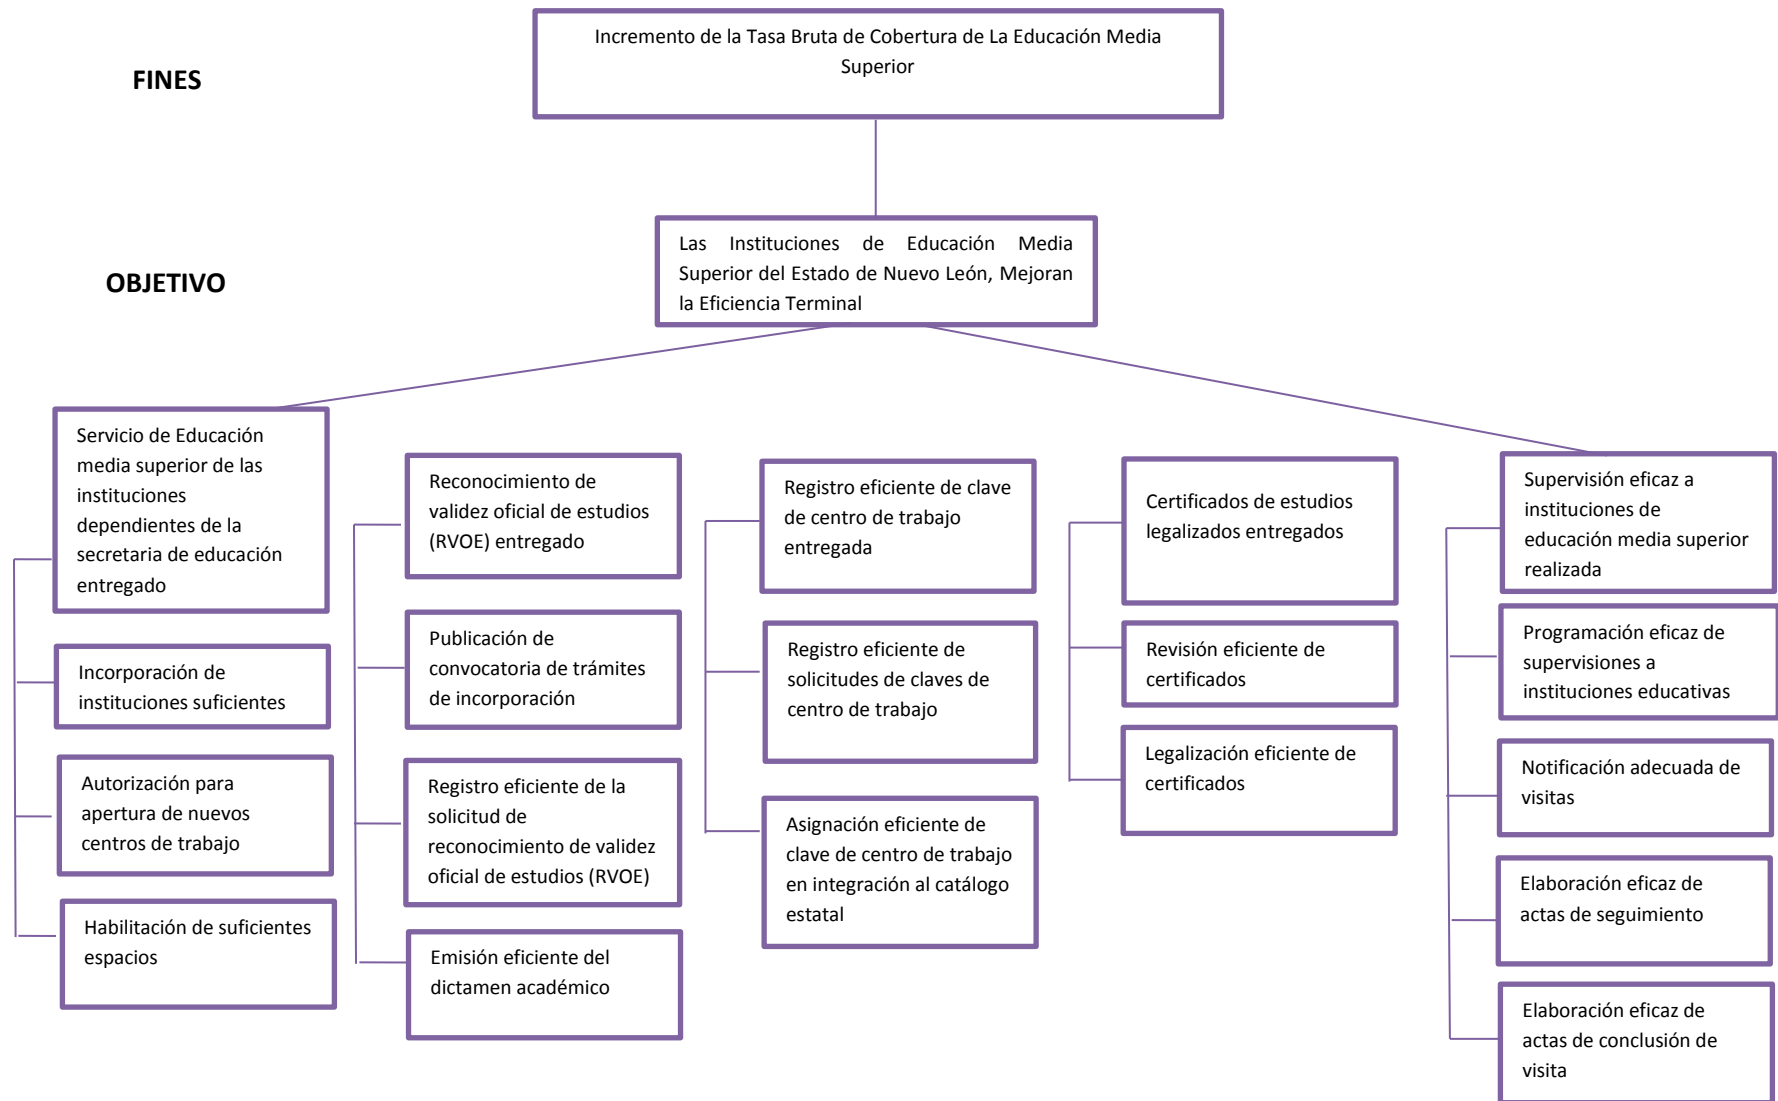 FINES
Incremento de la Tasa Bruta de Cobertura de La Educación Media
Superior
OBJETIVO
Las Instituciones de Educación Media
Superior del Estado de Nuevo León, Mejoran
la Eficiencia Terminal
Servicio de Educación
media superior de las
instituciones
dependientes de la
secretaria de educación
entregado
Incorporación de
instituciones suficientes
Autorización para
apertura de nuevos
centros de trabajo
Habilitación de suficientes
espacios
Reconocimiento de
validez oficial de estudios
(RVOE) entregado
Publicación de
convocatoria de trámites
de incorporación
Registro eficiente de la
solicitud de
reconocimiento de validez
oficial de estudios (RVOE)
Emisión eficiente del
dictamen académico
Registro eficiente de clave
de centro de trabajo
entregada
Registro eficiente de
solicitudes de claves de
centro de trabajo
Asignación eficiente de
clave de centro de trabajo
en integración al catálogo
estatal
Certificados de estudios
legalizados entregados
Revisión eficiente de
certificados
Legalización eficiente de
certificados
Supervisión eficaz a
instituciones de
educación media superior
realizada
Programación eficaz de
supervisiones a
instituciones educativas
Notificación adecuada de
visitas
Elaboración eficaz de
actas de seguimiento
Elaboración eficaz de
actas de conclusión de
visita